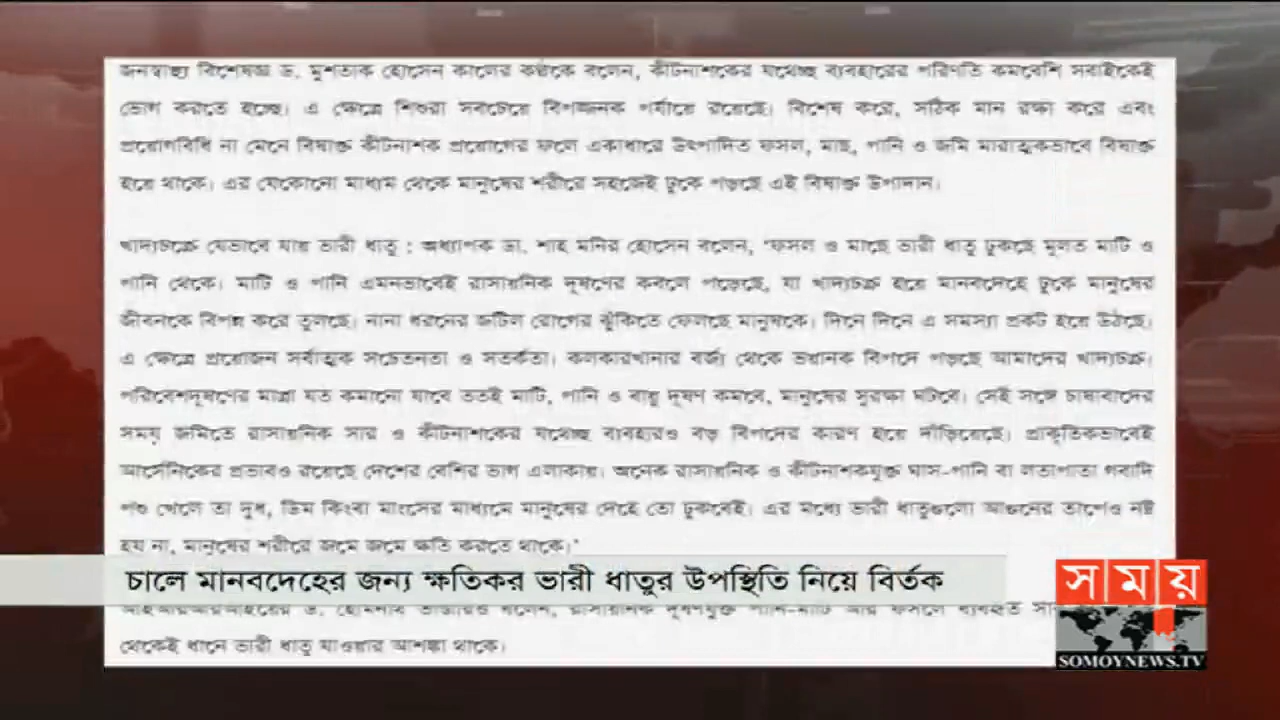 জনস্বাস্থ্য বিশেষজ্ঞ ড. মুশতাক হোসেন কালের কণ্ঠকে বলেন, কীটনাশকের যথেচ্ছ ব্যবহারের পরিণতি কমবেশি সবাইকেই
ভোগ করতে হচ্ছে। এ ক্ষেত্রে শিশুরা সবচেয়ে বিপজ্জনক পর্যায়ে রয়েছে। বিশেষ করে, সঠিক মান রক্ষা করে এবং
প্রয়োগবিধি না মেনে বিষাক্ত কীটনাশক প্রয়োগের ফলে একাধারে উৎপাদিত ফসল, মাছ, পানি ও জমি মারাত্মকভাবে বিষাক্ত
হয়ে থাকে। এর যেকোনো মাধ্যম থেকে মানুষের শরীরে সহজেই ঢুকে পড়ছে এই বিষাক্ত উপাদান।
খাদ্যচক্রে যেভাবে যায় ভারী ধাতু : অধ্যাপক ডা. শাহ মনির হোসেন বলেন, 'ফসল ও মাছে ভারী ধাতু ঢুকছে মূলত মাটি ও
পানি থেকে। মাটি ও পানি এমনভাবেই রাসায়নিক দূষণের কবলে পড়েছে, যা খাদ্যচক্র হয়ে মানবদেহে ঢুকে মানুষের
জীবনকে বিপন্ন করে তুলছে। নানা ধরনের জটিল রোগের ঝুঁকিতে ফেলছে মানুষকে। দিনে দিনে এ সমস্যা প্রকট হয়ে উঠছে।
এ ক্ষেত্রে প্রয়োজন সর্বাত্মক সচেতনতা ও সতর্কতা। কলকারখানার বর্জ্য থেকে ভয়ানক বিপদে পড়ছে আমাদের খাদ্যচক্র।
পরিবেশদূষণের মাত্রা যত কমানো যাবে ততই মাটি, পানি ও বায়ু দূষণ কমবে, মানুষের সুরক্ষা ঘটবে। সেই সঙ্গে চাষাবাদের
সময় জমিতে রাসায়নিক সার ও কীটনাশকের যথেচ্ছ ব্যবহারও বড় বিপদের কারণ হয়ে দাঁড়িয়েছে। প্রাকৃতিকভাবেই
আর্সেনিকের প্রভাবও রয়েছে দেশের বেশির ভাগ এলাকায়। অনেক রাসায়নিক ও কীটনাশকযুক্ত ঘাস-পানি বা লতাপাতা গবাদি
পশু খেলে তা দুধ, ডিম কিংবা মাংসের মাধ্যমে মানুষের দেহে তো ঢুকবেই। এর মধ্যে ভারী ধাতুগুলো আগুনের তাপেও নষ্ট
হয় না, মানুষের শরীরে জমে জমে ক্ষতি করতে থাকে।'
চালে মানবদেহের জন্য ক্ষতিকর ভারী ধাতুর উপস্থিতি নিয়ে বির্তক
ড. বলেন, রাসায়নিক দূষণযুক্ত পানি-মাটি আর ফসলে ব্যবহৃত
থেকেই ধানে ভারী ধাতু যাওয়ার আশঙ্কা থাকে।
সময়
SOMOYNEWS.TV